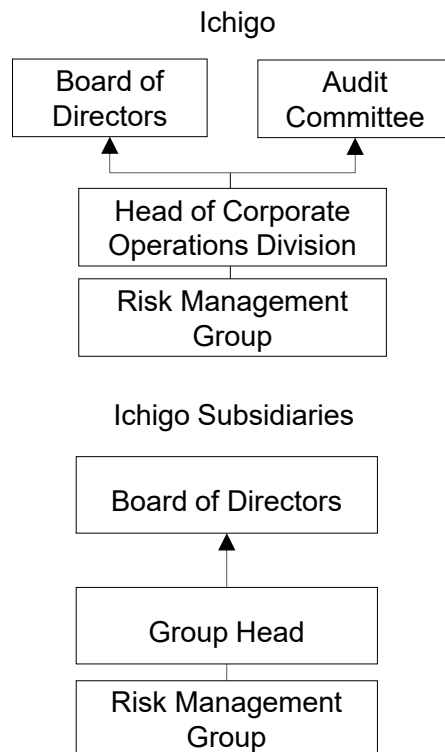 Ichigo
Board of
Directors
Audit
Committee
Head of Corporate
Operations Division
Risk Management
Group
Ichigo Subsidiaries
Board of Directors
Group Head
Risk Management
Group